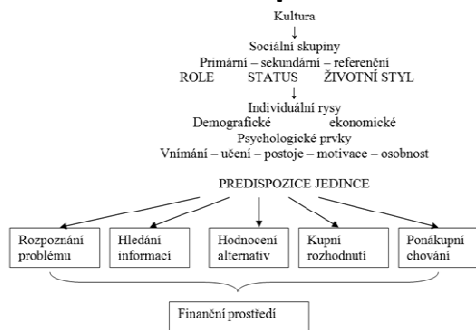 Kultura
Sociální skupiny
Primární – sekundární – referenční
ROLE STATUS ŽIVOTNÍ STYL
Individuální rysy
Demografické ekonomické
Psychologické prvky
Vnímání – učení – postoje – motivace – osobnost
PREDISPOZICE JEDINCE
Rozpoznání problému
Hledání informací
Hodnocení alternativ
Kupní rozhodnutí
Ponákupní chování
Finanční prostředí